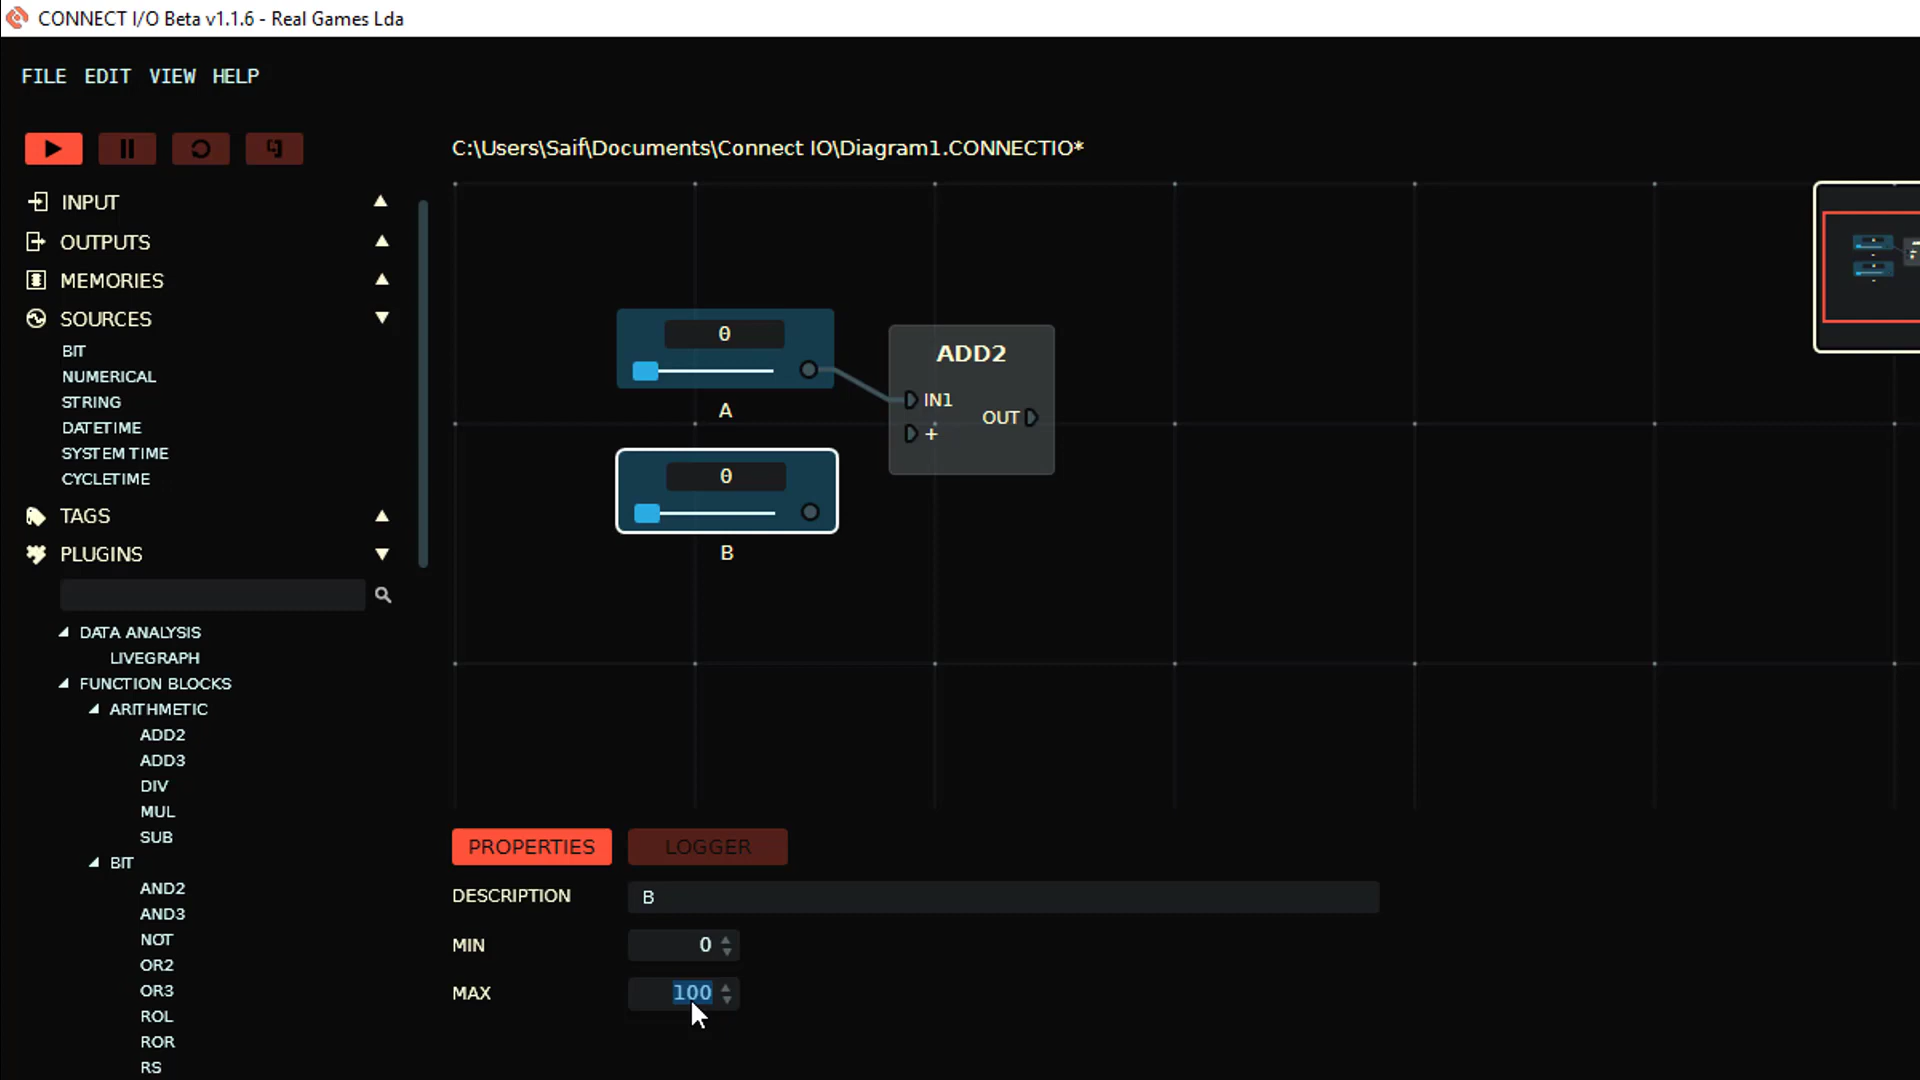 CONNECT I/O Beta v1.1.6 - Real Games Lda
FILE EDIT VIEW HELP
C:\Users\Saif\Documents\Connect IO\Diagram1.CONNECTIO*
INPUT
OUTPUTS
MEMORIES
SOURCES
BIT
NUMERICAL
STRING
DATETIME
SYSTEM TIME
CYCLETIME
TAGS
PLUGINS
DATA ANALYSIS
LIVEGRAPH
FUNCTION BLOCKS
ARITHMETIC
ADD2
ADD3
DIV
MUL
SUB
BIT
AND2
AND3
NOT
OR2
OR3
ROL
ROR
RS
0
A
0
B
ADD2
IN1
OUT
+
PROPERTIES LOGGER
DESCRIPTION B
MIN 0
MAX 100